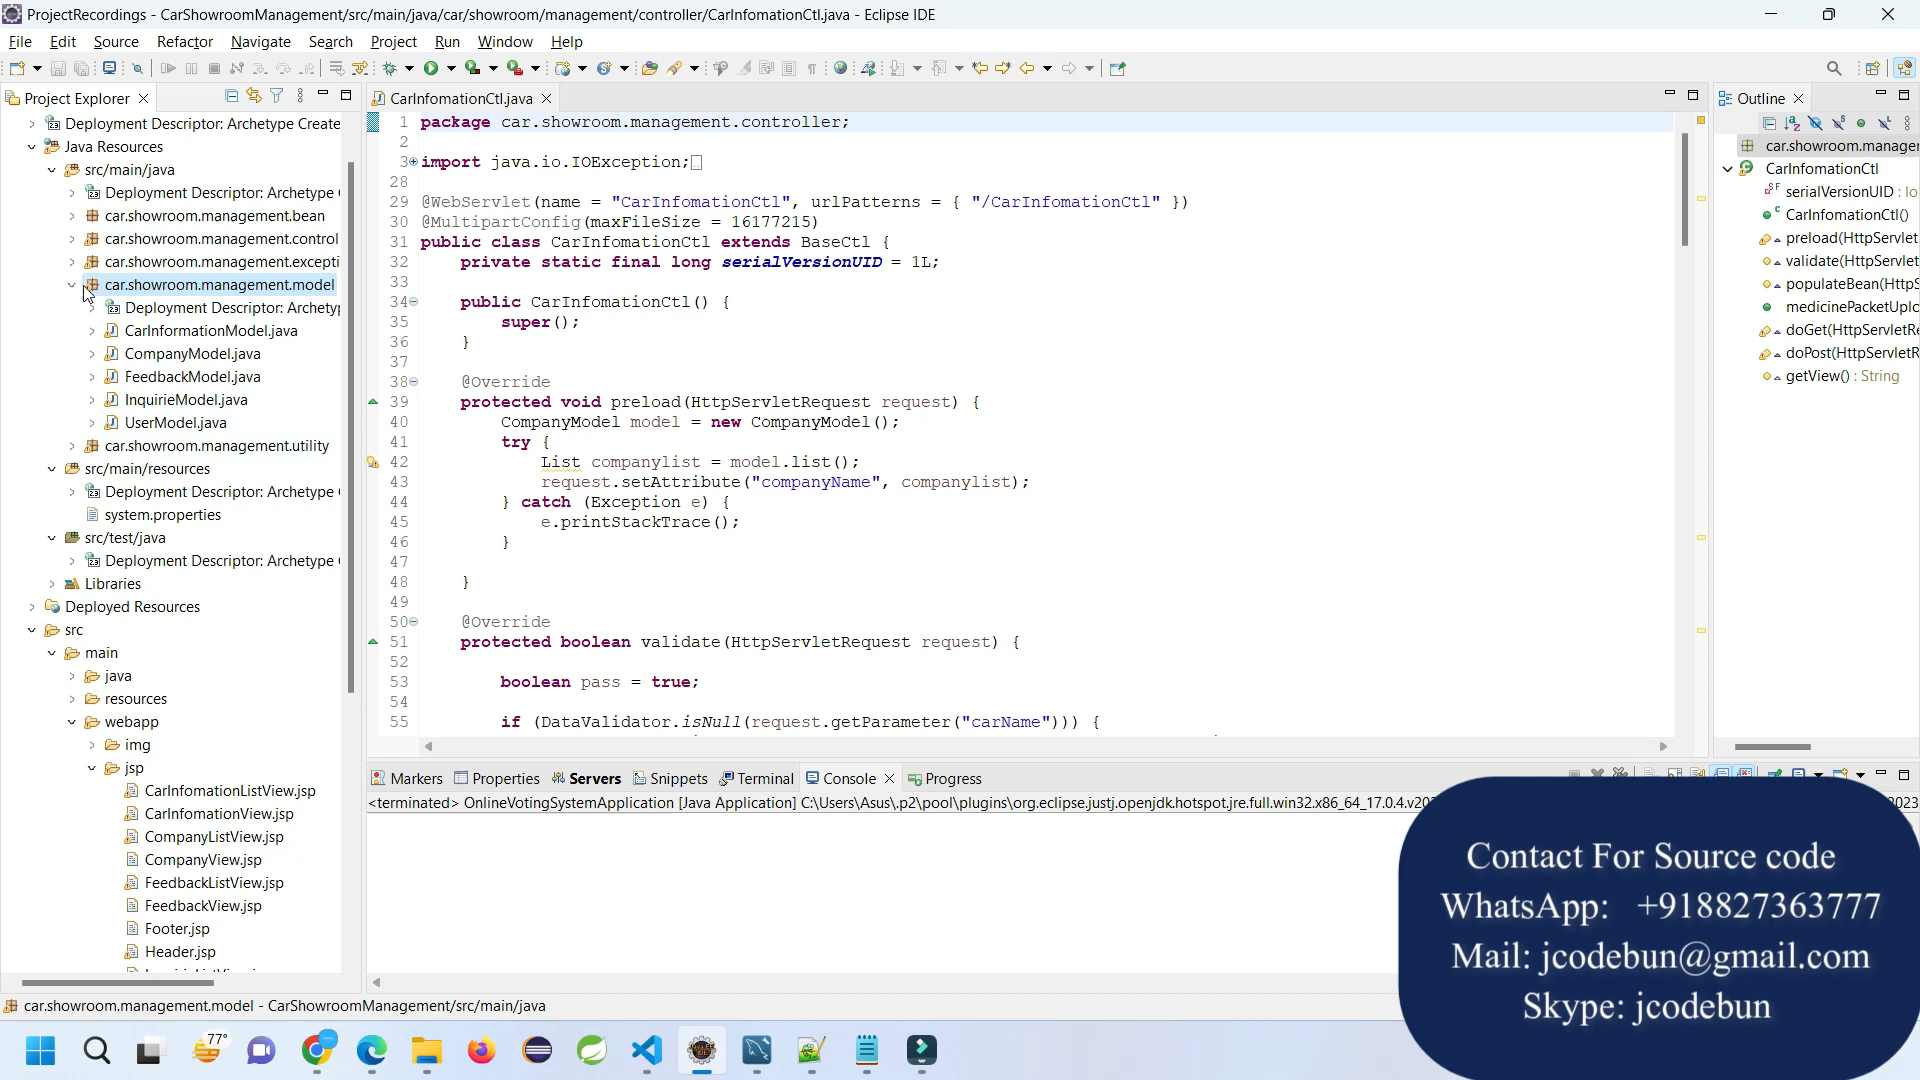 ProjectRecordings - CarShowroomManagement/src/main/java/car/showroom/management/controller/CarInfomationCtl.java - Eclipse IDE
File Edit Source Refactor Navigate Search Project Run Window Help
Project Explorer
Deployment Descriptor: Archetype Create
Java Resources
src/main/java
Deployment Descriptor: Archetype
car.showroom.management.bean
car.showroom.management.control
car.showroom.management.excepti
car.showroom.management.model
Deployment Descriptor: Archety
CarInformationModel.java
CompanyModel.java
FeedbackModel.java
InquirieModel.java
UserModel.java
car.showroom.management.utility
src/main/resources
Deployment Descriptor: Archetype
system.properties
src/test/java
Deployment Descriptor: Archetype
Libraries
Deployed Resources
src
main
java
resources
webapp
img
jsp
CarInfomationListView.jsp
CarInfomationView.jsp
CompanyListView.jsp
CompanyView.jsp
FeedbackListView.jsp
FeedbackView.jsp
Footer.jsp
Header.jsp
CarInfomationCtl.java
1 package car.showroom.management.controller;
2
3 import java.io.IOException;
28
29 @WebServlet(name = "CarInfomationCtl", urlPatterns = { "/CarInfomationCtl" })
30 @MultipartConfig(maxFileSize = 16177215)
31 public class CarInfomationCtl extends BaseCtl {
32 private static final long serialVersionUID = 1L;
33
34 public CarInfomationCtl() {
35 super();
36 }
37
38 @Override
39 protected void preload(HttpServletRequest request) {
40 CompanyModel model = new CompanyModel();
41 try {
42 List companylist = model.list();
43 request.setAttribute("companyName", companylist);
44 } catch (Exception e) {
45 e.printStackTrace();
46 }
47
48 }
49
50 @Override
51 protected boolean validate(HttpServletRequest request) {
52
53 boolean pass = true;
54
55 if (DataValidator.isNull(request.getParameter("carName"))) {
Outline
car.showroom.manager
CarInfomationCtl
serialVersionUID : lo
CarInfomationCtl()
preload(HttpServlet
validate(HttpServlet
populateBean(HttpS
medicinePacketUplo
doGet(HttpServletRe
doPost(HttpServletR
getView() : String
Markers Properties Servers Snippets Terminal Console Progress
<terminated> OnlineVotingSystemApplication [Java Application] C:\Users\Asus\.p2\pool\plugins\org.eclipse.justj.openjdk.hotspot.jre.full.win32.x86_64_17.0.4.v20 2023
Contact For Source code
WhatsApp: +918827363777
Mail: jcodebun@gmail.com
Skype: jcodebun
car.showroom.management.model - CarShowroomManagement/src/main/java
77°